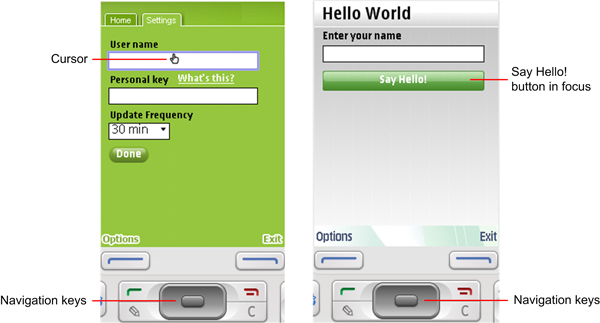 Home Settings
User name
Cursor
Personal key What's this?
Update Frequency
30 min
Done
Options Exit
Navigation keys
C
Hello World
Enter your name
Say Hello!
Say Hello!
button in focus
Options Exit
C
Navigation keys